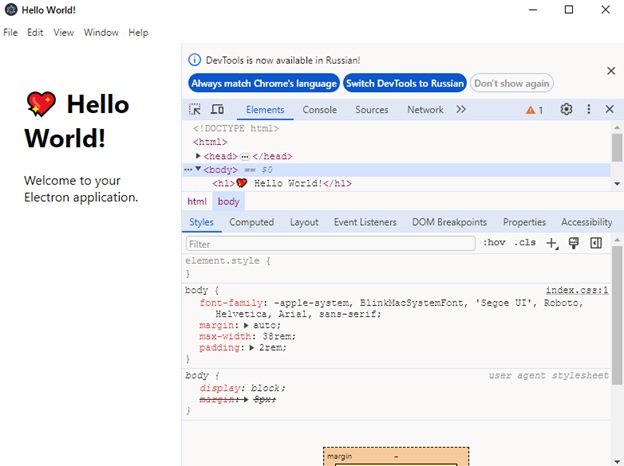 Hello World!
File Edit View Window Help
💖 Hello
World!
Welcome to your
Electron application.
DevTools is now available in Russian!
Always match Chrome's language Switch DevTools to Russian Don't show again
Elements Console Sources Network 1
<!DOCTYPE html>
<html>
<head> … </head>
… <body> == $0
<h1>💖 Hello World!</h1>
html body
Styles Computed Layout Event Listeners DOM Breakpoints Properties Accessibility
Filter :hov .cls
element.style {
}
body { index.css:1
font-family: -apple-system, BlinkMacSystemFont, 'Segoe UI', Roboto,
Helvetica, Arial, sans-serif;
margin: auto;
max-width: 38rem;
padding: 2rem;
}
body { user agent stylesheet
display: block;
margin: 8px;
}
margin –